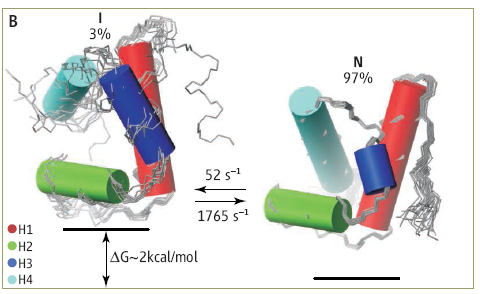 B
I
3%
N
97%
52 s⁻¹
1765 s⁻¹
H1
H2
H3
H4
ΔG~2kcal/mol